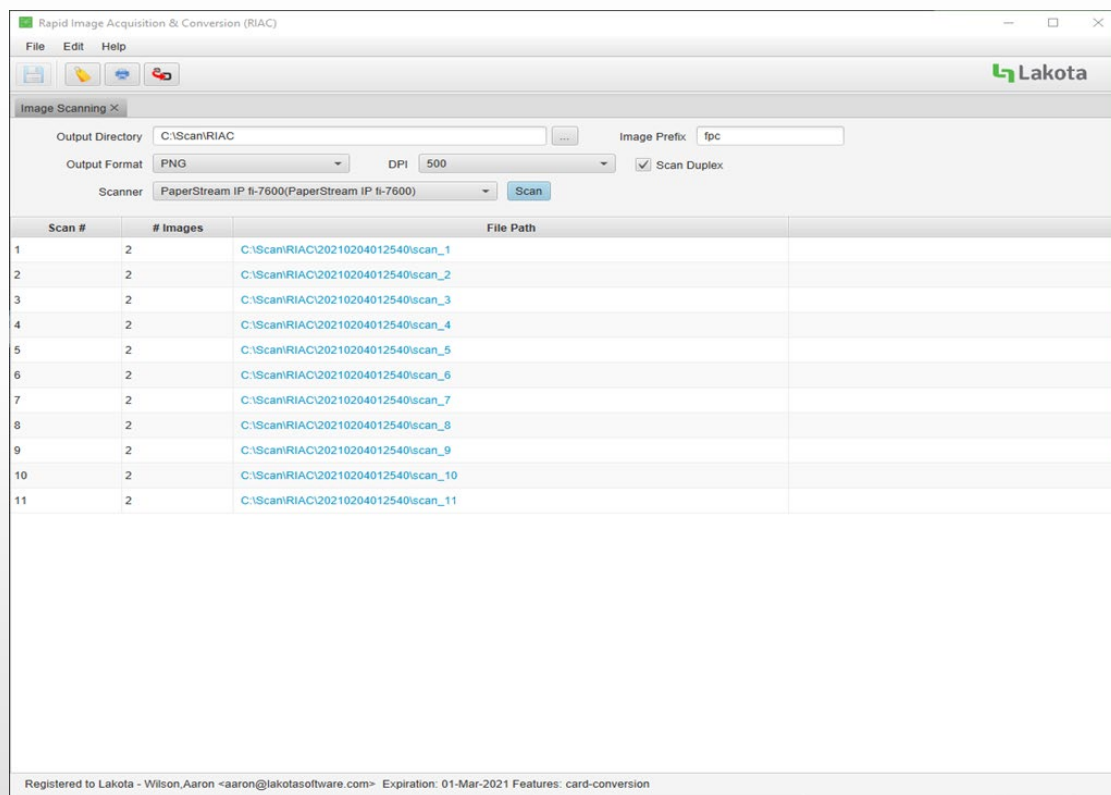 Rapid Image Acquisition & Conversion (RIAC)
File Edit Help
Lakota
Image Scanning
Output Directory C:\Scan\RIAC ... Image Prefix fpc
Output Format PNG DPI 500 Scan Duplex
Scanner PaperStream IP fi-7600(PaperStream IP fi-7600) Scan
Scan # # Images File Path
1 2 C:\Scan\RIAC\20210204012540\scan_1
2 2 C:\Scan\RIAC\20210204012540\scan_2
3 2 C:\Scan\RIAC\20210204012540\scan_3
4 2 C:\Scan\RIAC\20210204012540\scan_4
5 2 C:\Scan\RIAC\20210204012540\scan_5
6 2 C:\Scan\RIAC\20210204012540\scan_6
7 2 C:\Scan\RIAC\20210204012540\scan_7
8 2 C:\Scan\RIAC\20210204012540\scan_8
9 2 C:\Scan\RIAC\20210204012540\scan_9
10 2 C:\Scan\RIAC\20210204012540\scan_10
11 2 C:\Scan\RIAC\20210204012540\scan_11
Registered to Lakota - Wilson,Aaron <aaron@lakotasoftware.com> Expiration: 01-Mar-2021 Features: card-conversion